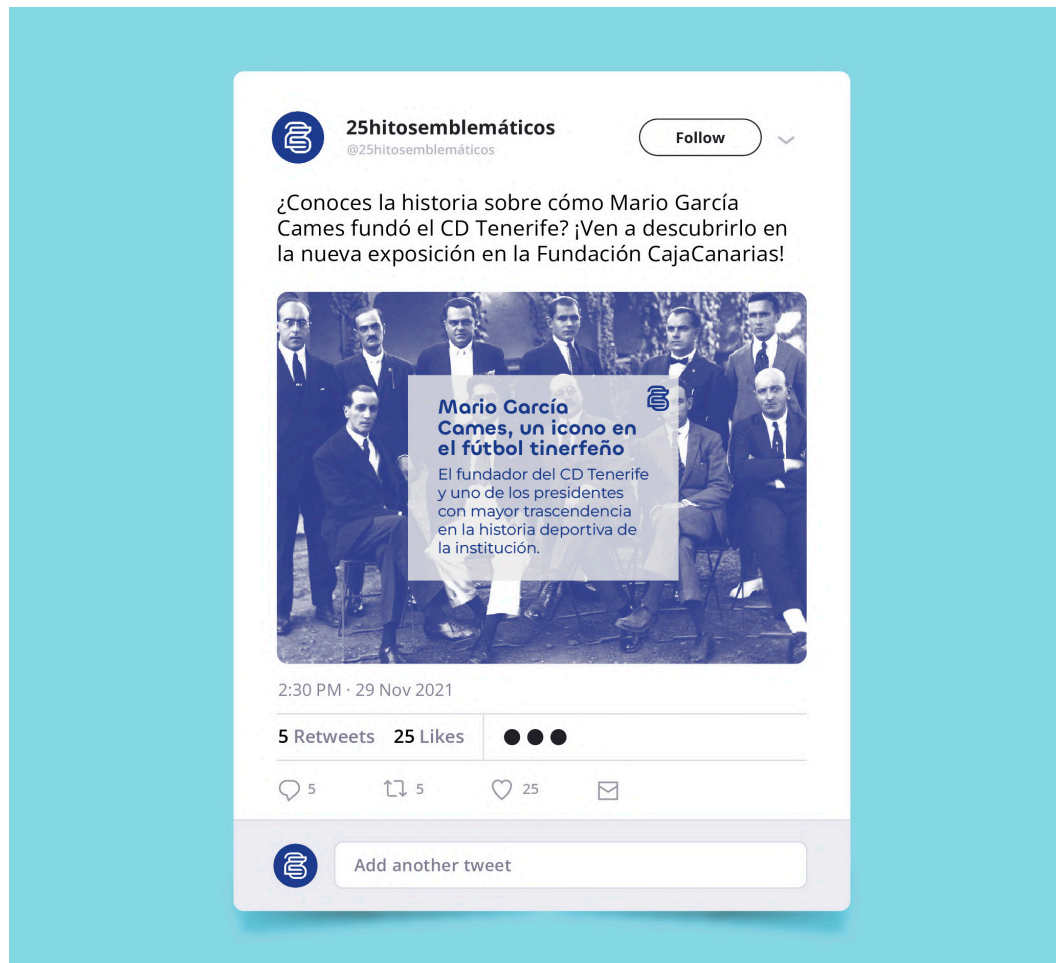 25hitosemblemáticos
@25hitosemblemáticos
Follow
¿Conoces la historia sobre cómo Mario García
Cames fundó el CD Tenerife? ¡Ven a descubrirlo en
la nueva exposición en la Fundación CajaCanarias!
Mario García
Cames, un icono en
el fútbol tinerfeño
El fundador del CD Tenerife
y uno de los presidentes
con mayor trascendencia
en la historia deportiva de
la institución.
2:30 PM · 29 Nov 2021
5 Retweets 25 Likes
5 5 25
Add another tweet